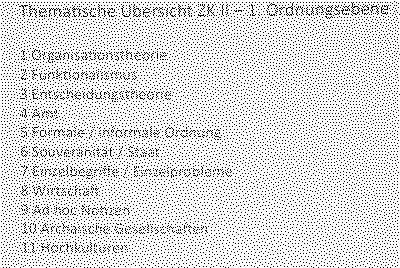 Thematische Übersicht ZK II – 1. Ordnungsebene
1 Organisationstheorie
2 Funktionalismus
3 Entscheidungstheorie
4 Amt
5 Formale / informale Ordnung
6 Souveränität / Staat
7 Einzelbegriffe / Einzelprobleme
8 Wirtschaft
9 Ad hoc Notizen
10 Archaische Gesellschaften
11 Hochkulturen